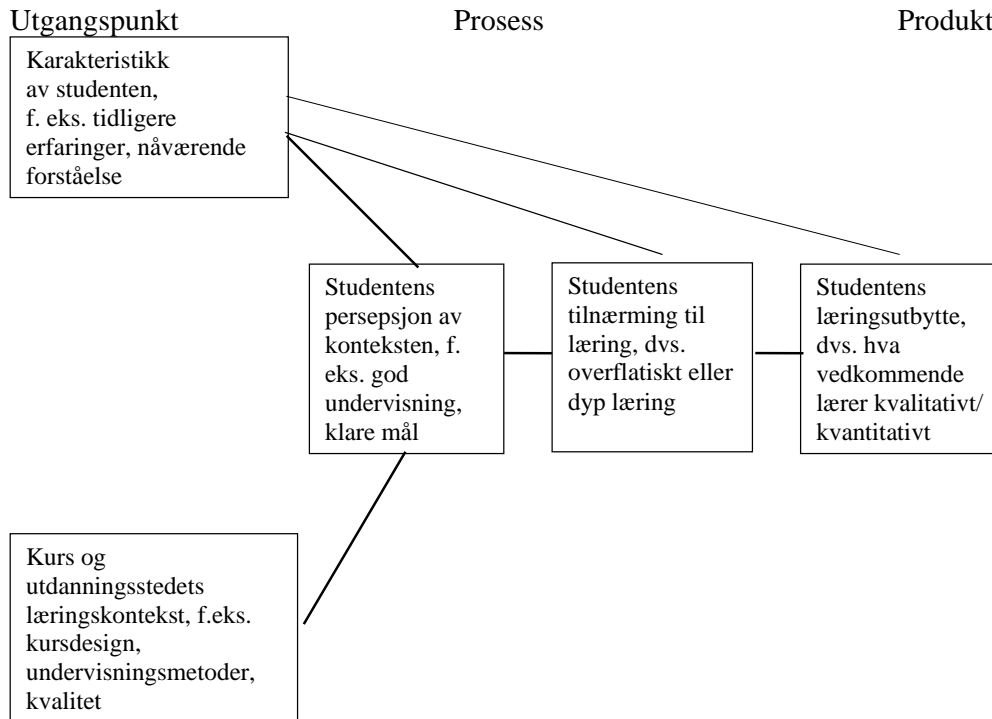 Utgangspunkt Prosess Produkt
Karakteristikk
av studenten,
f. eks. tidligere
erfaringer, nåværende
forståelse
Studentens
persepsjon av
konteksten, f.
eks. god
undervisning,
klare mål
Studentens
tilnærming til
læring, dvs.
overflatiskt eller
dyp læring
Studentens
læringsutbytte,
dvs. hva
vedkommende
lærer kvalitativt/
kvantitativt
Kurs og
utdanningsstedets
læringskontekst, f.eks.
kursdesign,
undervisningsmetoder,
kvalitet